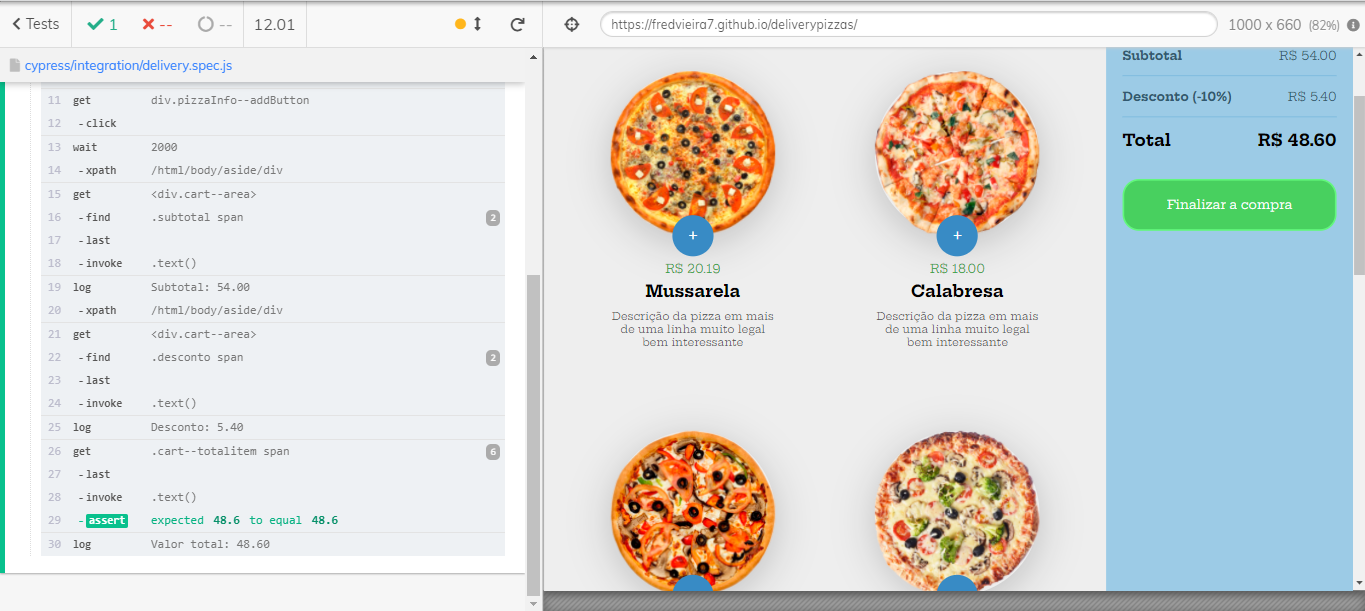 Tests
1
--
--
12.01
https://fredvieira7.github.io/deliverypizzas/
1000 x 660 (82%)
cypress/integration/delivery.spec.js
11 get div.pizzaInfo--addButton
12 -click
13 wait 2000
14 -xpath /html/body/aside/div
15 get <div.cart--area>
16 -find .subtotal span 2
17 -last
18 -invoke .text()
19 log Subtotal: 54.00
20 -xpath /html/body/aside/div
21 get <div.cart--area>
22 -find .desconto span 2
23 -last
24 -invoke .text()
25 log Desconto: 5.40
26 get .cart--totalitem span 6
27 -last
28 -invoke .text()
29 -assert expected 48.6 to equal 48.6
30 log Valor total: 48.60
+
R$ 20.19
Mussarela
Descrição da pizza em mais
de uma linha muito legal
bem interessante
+
R$ 18.00
Calabresa
Descrição da pizza em mais
de uma linha muito legal
bem interessante
Subtotal R$ 54.00
Desconto (-10%) R$ 5.40
Total R$ 48.60
Finalizar a compra